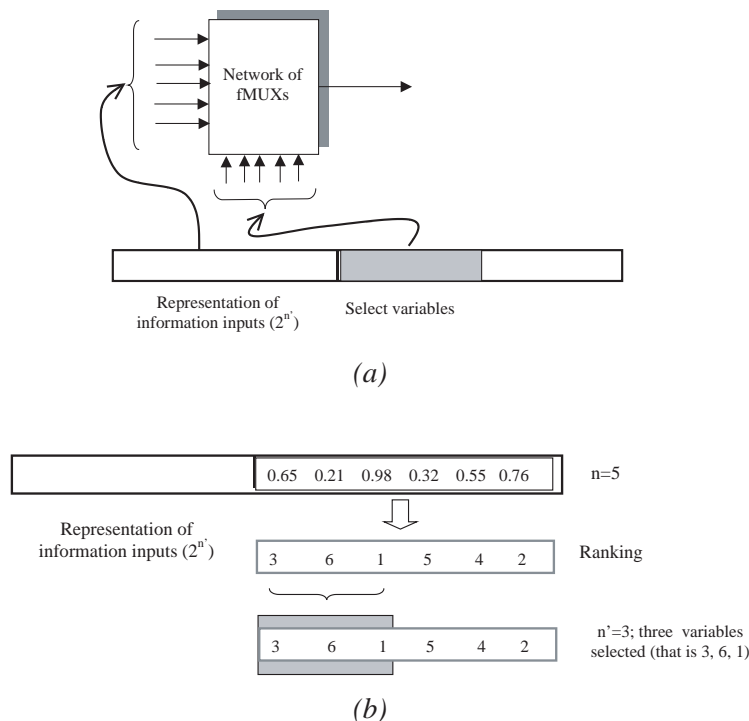 Network of
fMUXs
Representation of
information inputs (2^n')
Select variables
(a)
0.65 0.21 0.98 0.32 0.55 0.76
n=5
Representation of
information inputs (2^n')
3 6 1 5 4 2
Ranking
3 6 1 5 4 2
n'=3; three variables
selected (that is 3, 6, 1)
(b)